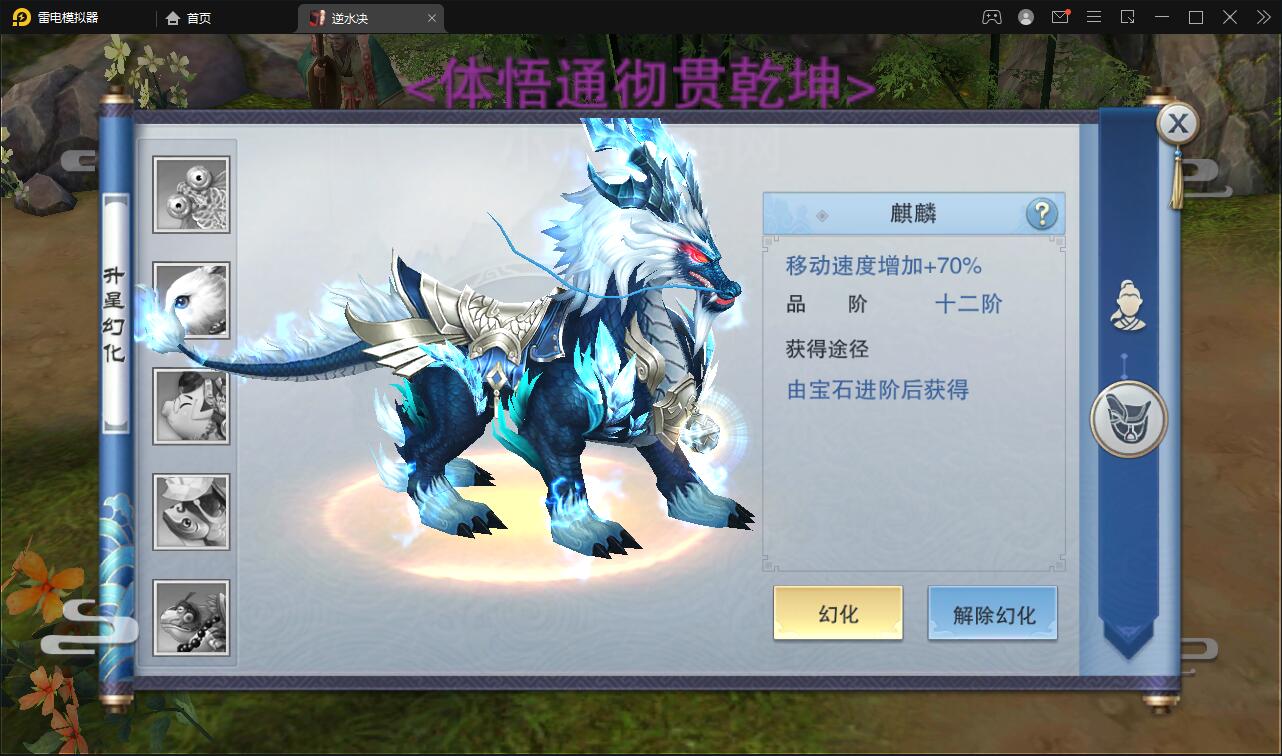 雷电模拟器
首页
逆水决
<体悟通彻贯乾坤>
升星幻化
麒麟
?
移动速度增加+70%
品 阶 十二阶
获得途径
由宝石进阶后获得
幻化
解除幻化
X